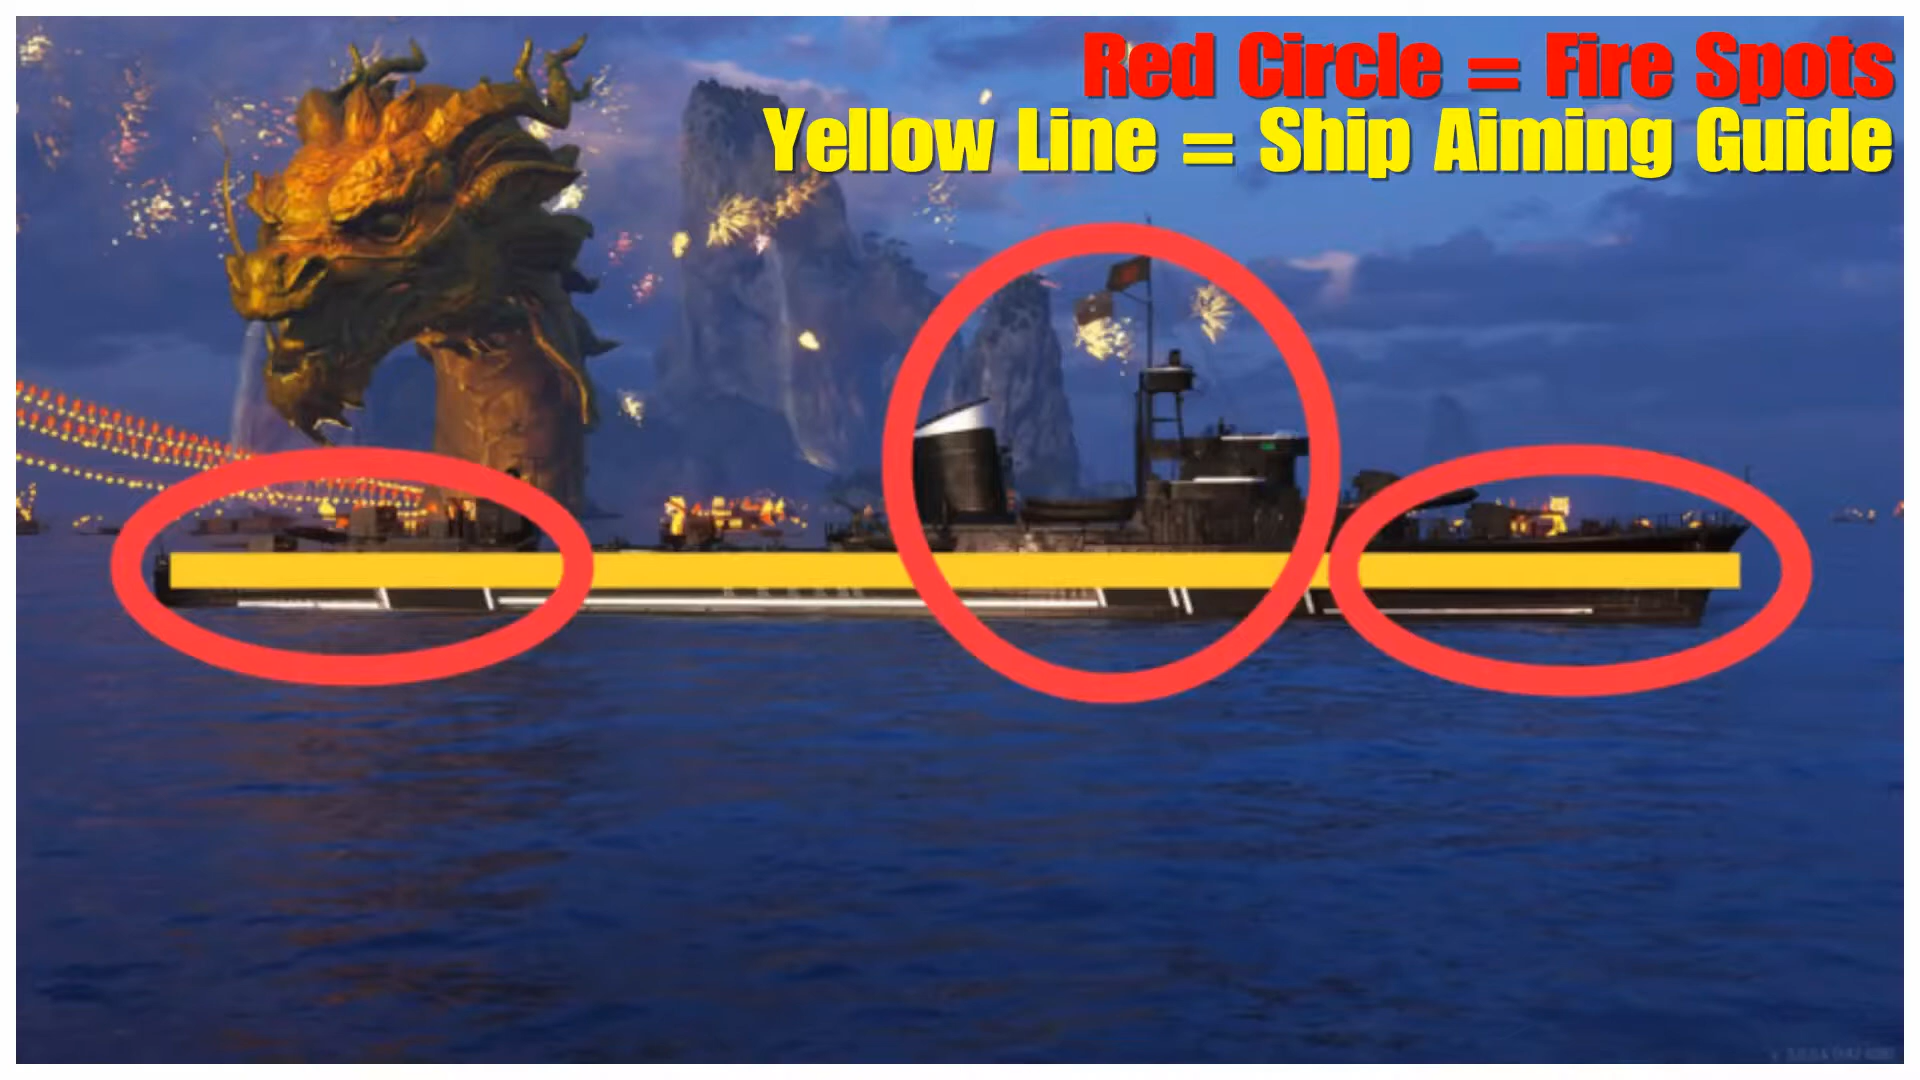 Red Circle = Fire Spots
Yellow Line = Ship Aiming Guide